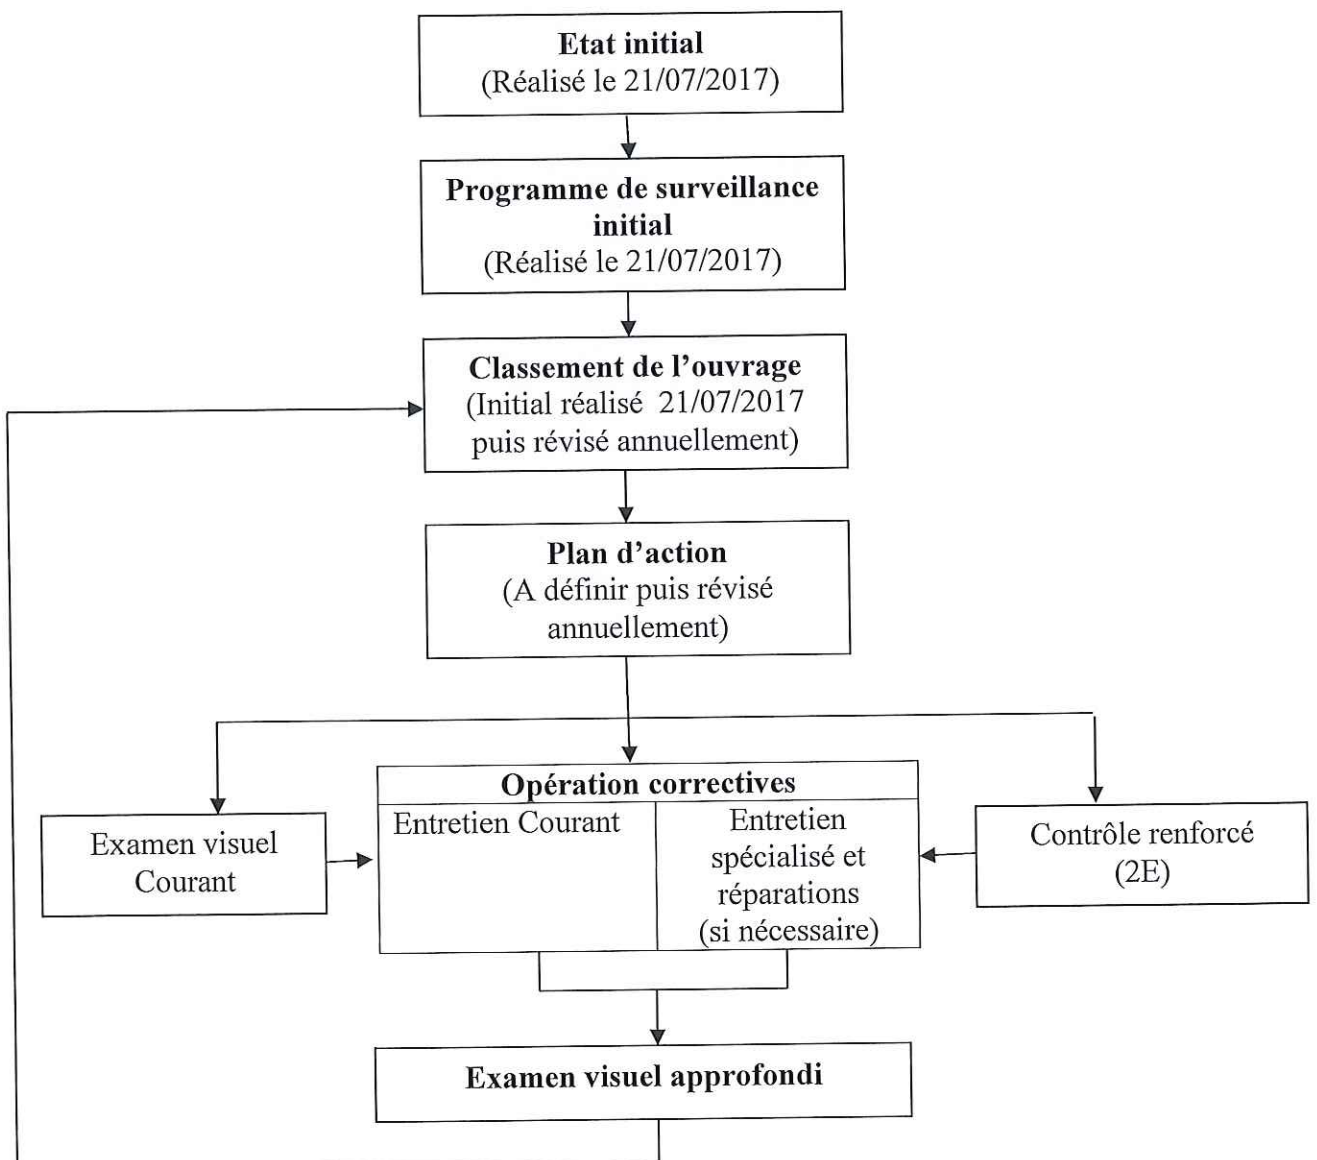 Etat initial
(Réalisé le 21/07/2017)
Programme de surveillance
initial
(Réalisé le 21/07/2017)
Classement de l’ouvrage
(Initial réalisé 21/07/2017
puis révisé annuellement)
Plan d’action
(A définir puis révisé
annuellement)
Opération correctives
Examen visuel
Courant
Entretien Courant
Entretien
spécialisé et
réparations
(si nécessaire)
Contrôle renforcé
(2E)
Examen visuel approfondi